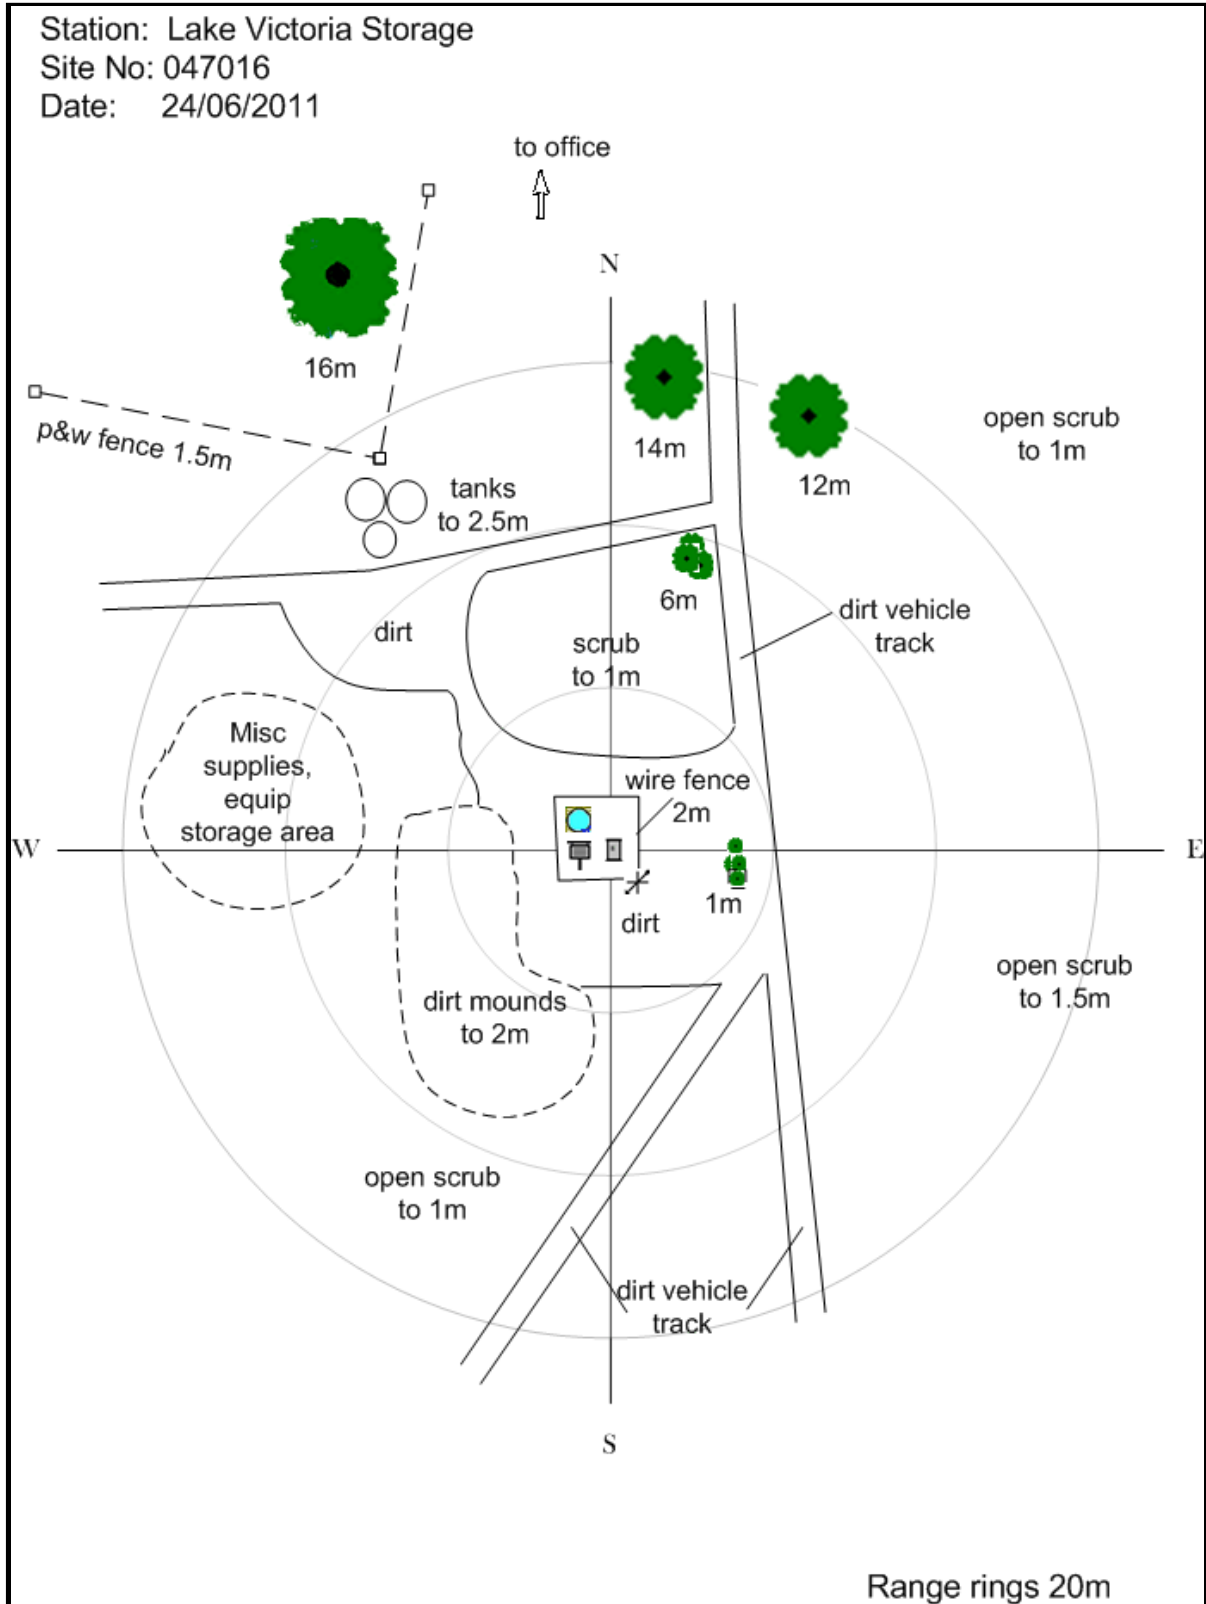 Station: Lake Victoria Storage
Site No: 047016
Date: 24/06/2011
to office
N
16m
p&w fence 1.5m
14m
12m
open scrub
to 1m
tanks
to 2.5m
6m
dirt vehicle
track
dirt
scrub
to 1m
Misc
supplies,
equip
storage area
wire fence
2m
W
E
1m
dirt
open scrub
to 1.5m
dirt mounds
to 2m
open scrub
to 1m
dirt vehicle
track
S
Range rings 20m